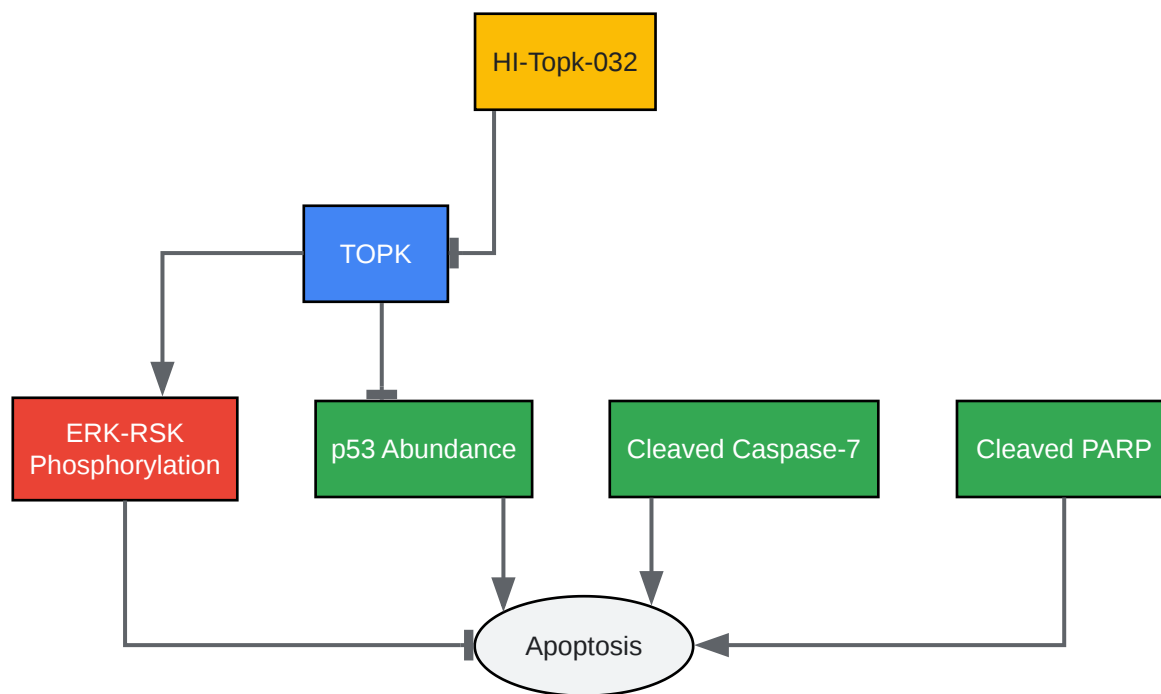 HI-Topk-032
TOPK
ERK-RSK
Phosphorylation
p53 Abundance
Cleaved Caspase-7
Cleaved PARP
Apoptosis